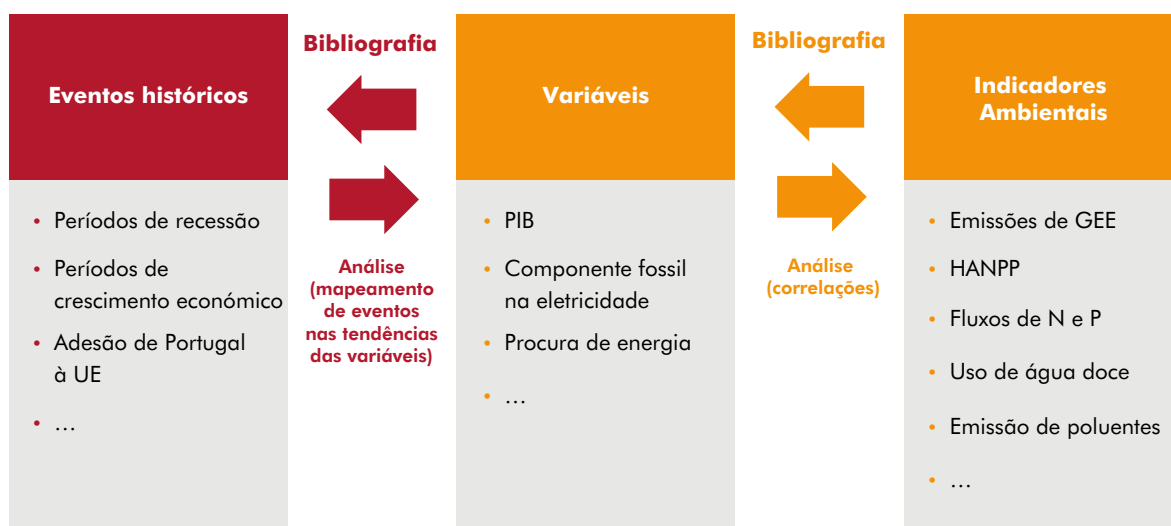 Eventos históricos
• Períodos de recessão
• Períodos de
crescimento económico
• Adesão de Portugal
à UE
• ...
Bibliografia
Análise
(mapeamento
de eventos
nas tendências
das variáveis)
Variáveis
• PIB
• Componente fossil
na eletricidade
• Procura de energia
• ...
Bibliografia
Análise
(correlações)
Indicadores
Ambientais
• Emissões de GEE
• HANPP
• Fluxos de N e P
• Uso de água doce
• Emissão de poluentes
• ...